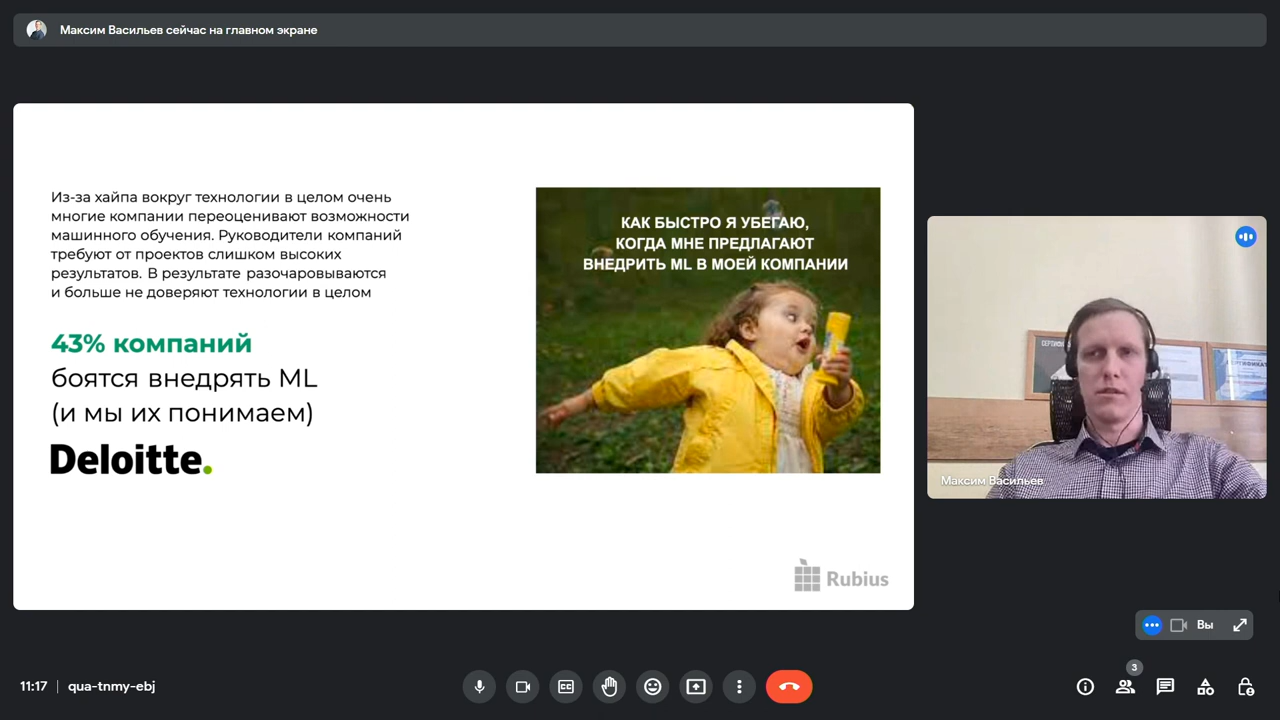 Максим Васильев сейчас на главном экране
Из-за хайпа вокруг технологии в целом очень
многие компании переоценивают возможности
машинного обучения. Руководители компаний
требуют от проектов слишком высоких
результатов. В результате разочаровываются
и больше не доверяют технологии в целом
43% компаний
боятся внедрять ML
(и мы их понимаем)
Deloitte.
КАК БЫСТРО Я УБЕГАЮ,
КОГДА МНЕ ПРЕДЛАГАЮТ
ВНЕДРИТЬ ML В МОЕЙ КОМПАНИИ
Rubius
Максим Васильев
Вы
11:17 | qua-tnmy-ebj
3